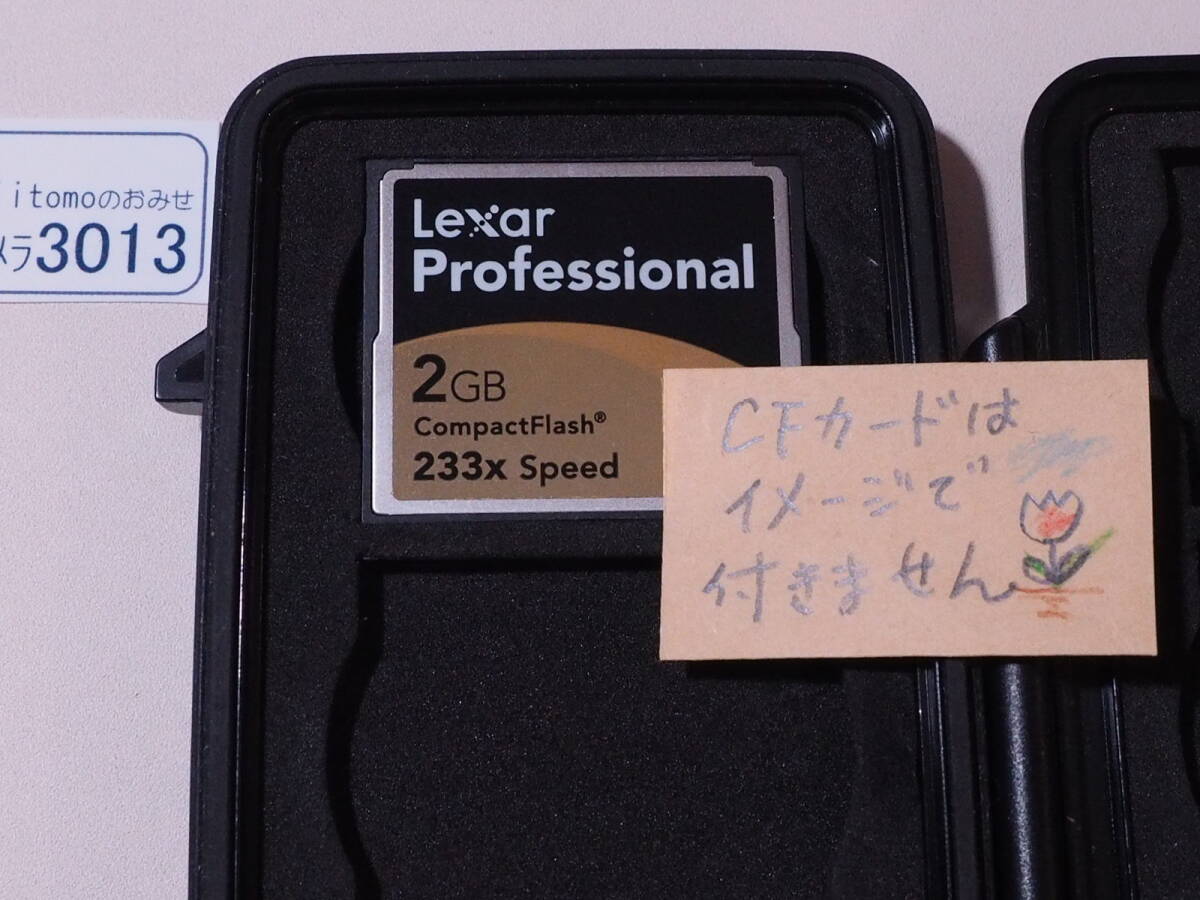 itomoのおみせ
メラ3013
Lexar
Professional
2GB
CompactFlash®
233x Speed
CFカードは
イメージで
付きません